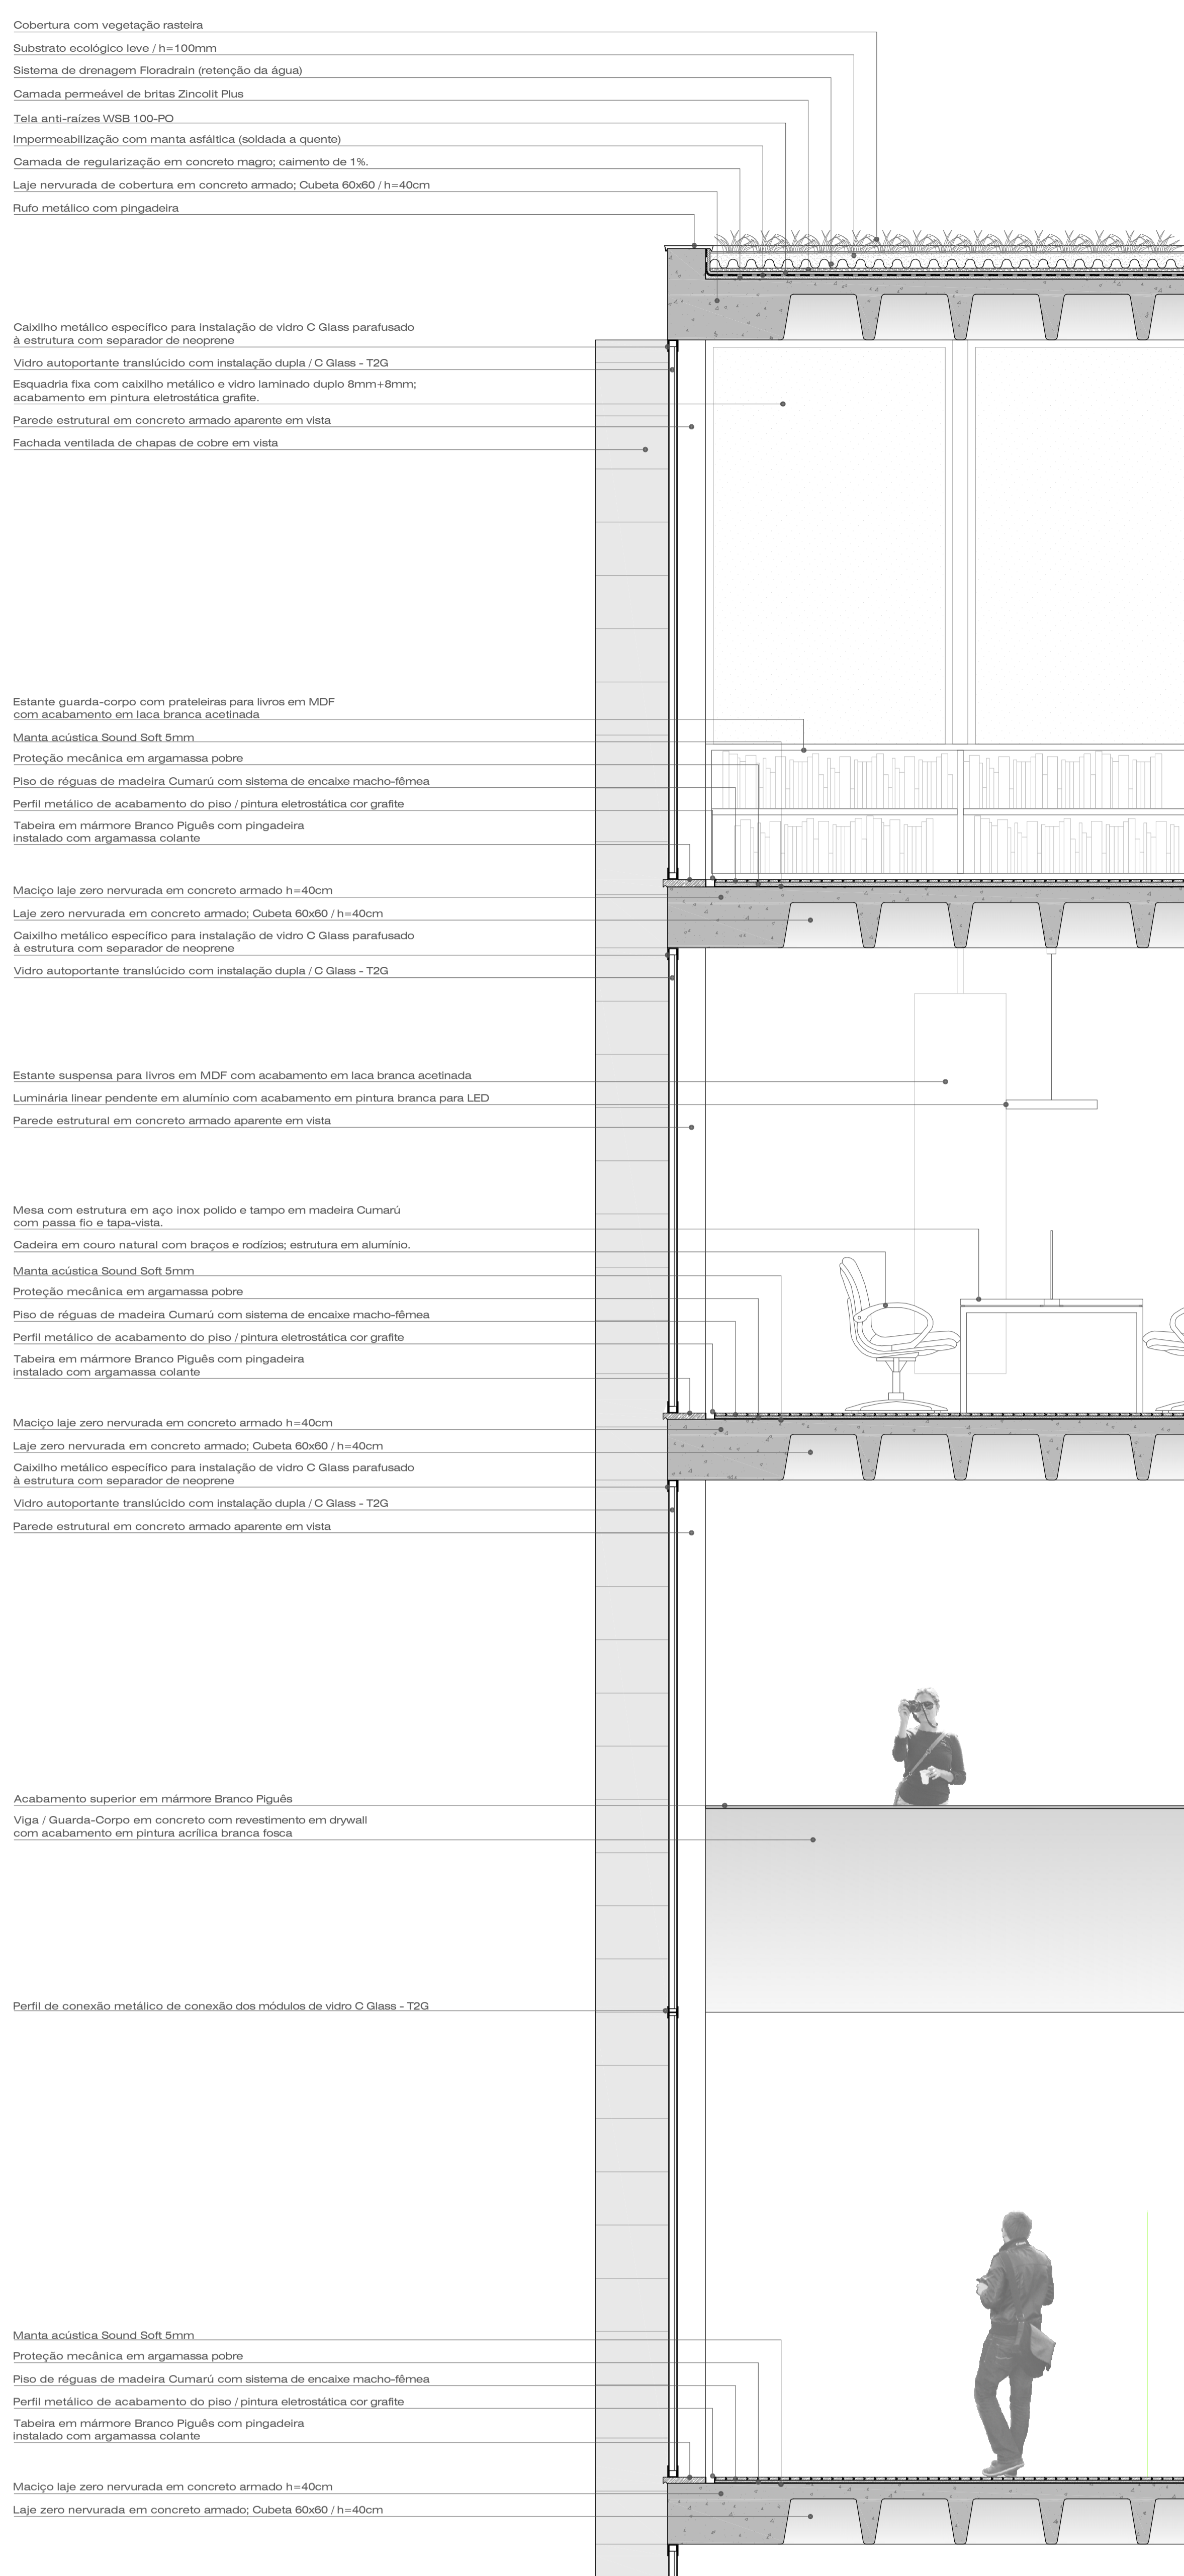 Cobertura com vegetação rasteira
Substrato ecológico leve / h=100mm
Sistema de drenagem Floradrain (retenção da água)
Camada permeável de britas Zincolit Plus
Tela anti-raízes WSB 100-PO
Impermeabilização com manta asfáltica (soldada a quente)
Camada de regularização em concreto magro; caimento de 1%.
Laje nervurada de cobertura em concreto armado; Cubeta 60x60 / h=40cm
Rufo metálico com pingadeira
Caixilho metálico específico para instalação de vidro C Glass parafusado
à estrutura com separador de neoprene
Vidro autoportante translúcido com instalação dupla / C Glass - T2G
Esquadria fixa com caixilho metálico e vidro laminado duplo 8mm+8mm;
acabamento em pintura eletrostática grafite.
Parede estrutural em concreto armado aparente em vista
Fachada ventilada de chapas de cobre em vista
Estante guarda-corpo com prateleiras para livros em MDF
com acabamento em laca branca acetinada
Manta acústica Sound Soft 5mm
Proteção mecânica em argamassa pobre
Piso de réguas de madeira Cumarú com sistema de encaixe macho-fêmea
Perfil metálico de acabamento do piso / pintura eletrostática cor grafite
Tabeira em mármore Branco Piguês com pingadeira
instalado com argamassa colante
Maciço laje zero nervurada em concreto armado h=40cm
Laje zero nervurada em concreto armado; Cubeta 60x60 / h=40cm
Caixilho metálico específico para instalação de vidro C Glass parafusado
à estrutura com separador de neoprene
Vidro autoportante translúcido com instalação dupla / C Glass - T2G
Estante suspensa para livros em MDF com acabamento em laca branca acetinada
Luminária linear pendente em alumínio com acabamento em pintura branca para LED
Parede estrutural em concreto armado aparente em vista
Mesa com estrutura em aço inox polido e tampo em madeira Cumarú
com passa fio e tapa-vista.
Cadeira em couro natural com braços e rodízios; estrutura em alumínio.
Manta acústica Sound Soft 5mm
Proteção mecânica em argamassa pobre
Piso de réguas de madeira Cumarú com sistema de encaixe macho-fêmea
Perfil metálico de acabamento do piso / pintura eletrostática cor grafite
Tabeira em mármore Branco Piguês com pingadeira
instalado com argamassa colante
Maciço laje zero nervurada em concreto armado h=40cm
Laje zero nervurada em concreto armado; Cubeta 60x60 / h=40cm
Caixilho metálico específico para instalação de vidro C Glass parafusado
à estrutura com separador de neoprene
Vidro autoportante translúcido com instalação dupla / C Glass - T2G
Parede estrutural em concreto armado aparente em vista
Acabamento superior em mármore Branco Piguês
Viga / Guarda-Corpo em concreto com revestimento em drywall
com acabamento em pintura acrílica branca fosca
Perfil de conexão metálico de conexão dos módulos de vidro C Glass - T2G
Manta acústica Sound Soft 5mm
Proteção mecânica em argamassa pobre
Piso de réguas de madeira Cumarú com sistema de encaixe macho-fêmea
Perfil metálico de acabamento do piso / pintura eletrostática cor grafite
Tabeira em mármore Branco Piguês com pingadeira
instalado com argamassa colante
Maciço laje zero nervurada em concreto armado h=40cm
Laje zero nervurada em concreto armado; Cubeta 60x60 / h=40cm